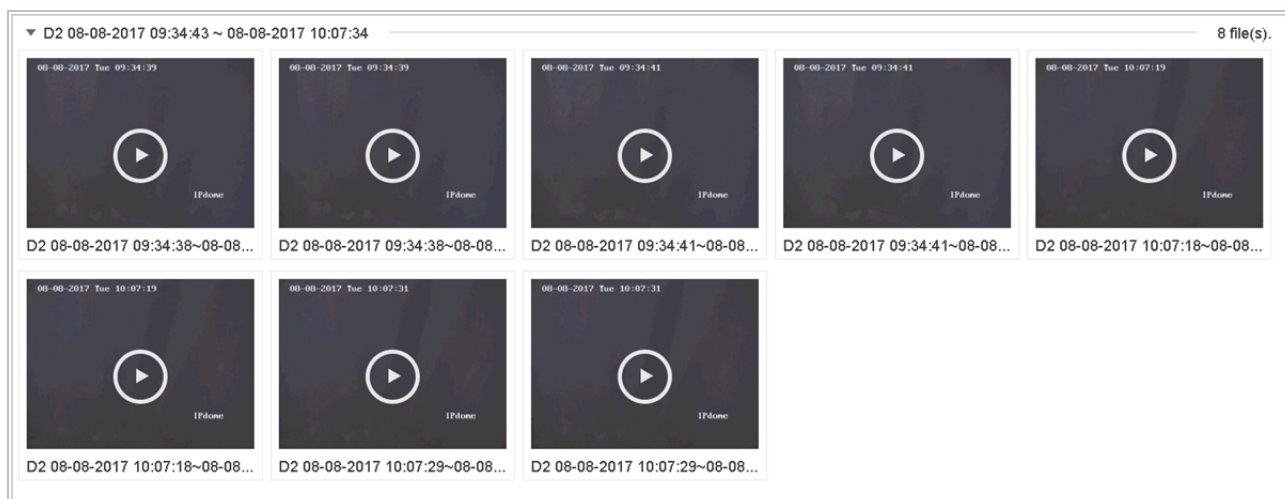 D2 08-08-2017 09:34:43 ~ 08-08-2017 10:07:34 8 file(s).
08-08-2017 Tue 09:34:39
IPdome
D2 08-08-2017 09:34:38~08-08...
08-08-2017 Tue 09:34:39
IPdome
D2 08-08-2017 09:34:38~08-08...
08-08-2017 Tue 09:34:41
IPdome
D2 08-08-2017 09:34:41~08-08...
08-08-2017 Tue 09:34:41
IPdome
D2 08-08-2017 09:34:41~08-08...
08-08-2017 Tue 10:07:19
IPdome
D2 08-08-2017 10:07:18~08-08...
08-08-2017 Tue 10:07:19
IPdome
D2 08-08-2017 10:07:18~08-08...
08-08-2017 Tue 10:07:31
IPdome
D2 08-08-2017 10:07:29~08-08...
08-08-2017 Tue 10:07:31
IPdome
D2 08-08-2017 10:07:29~08-08...